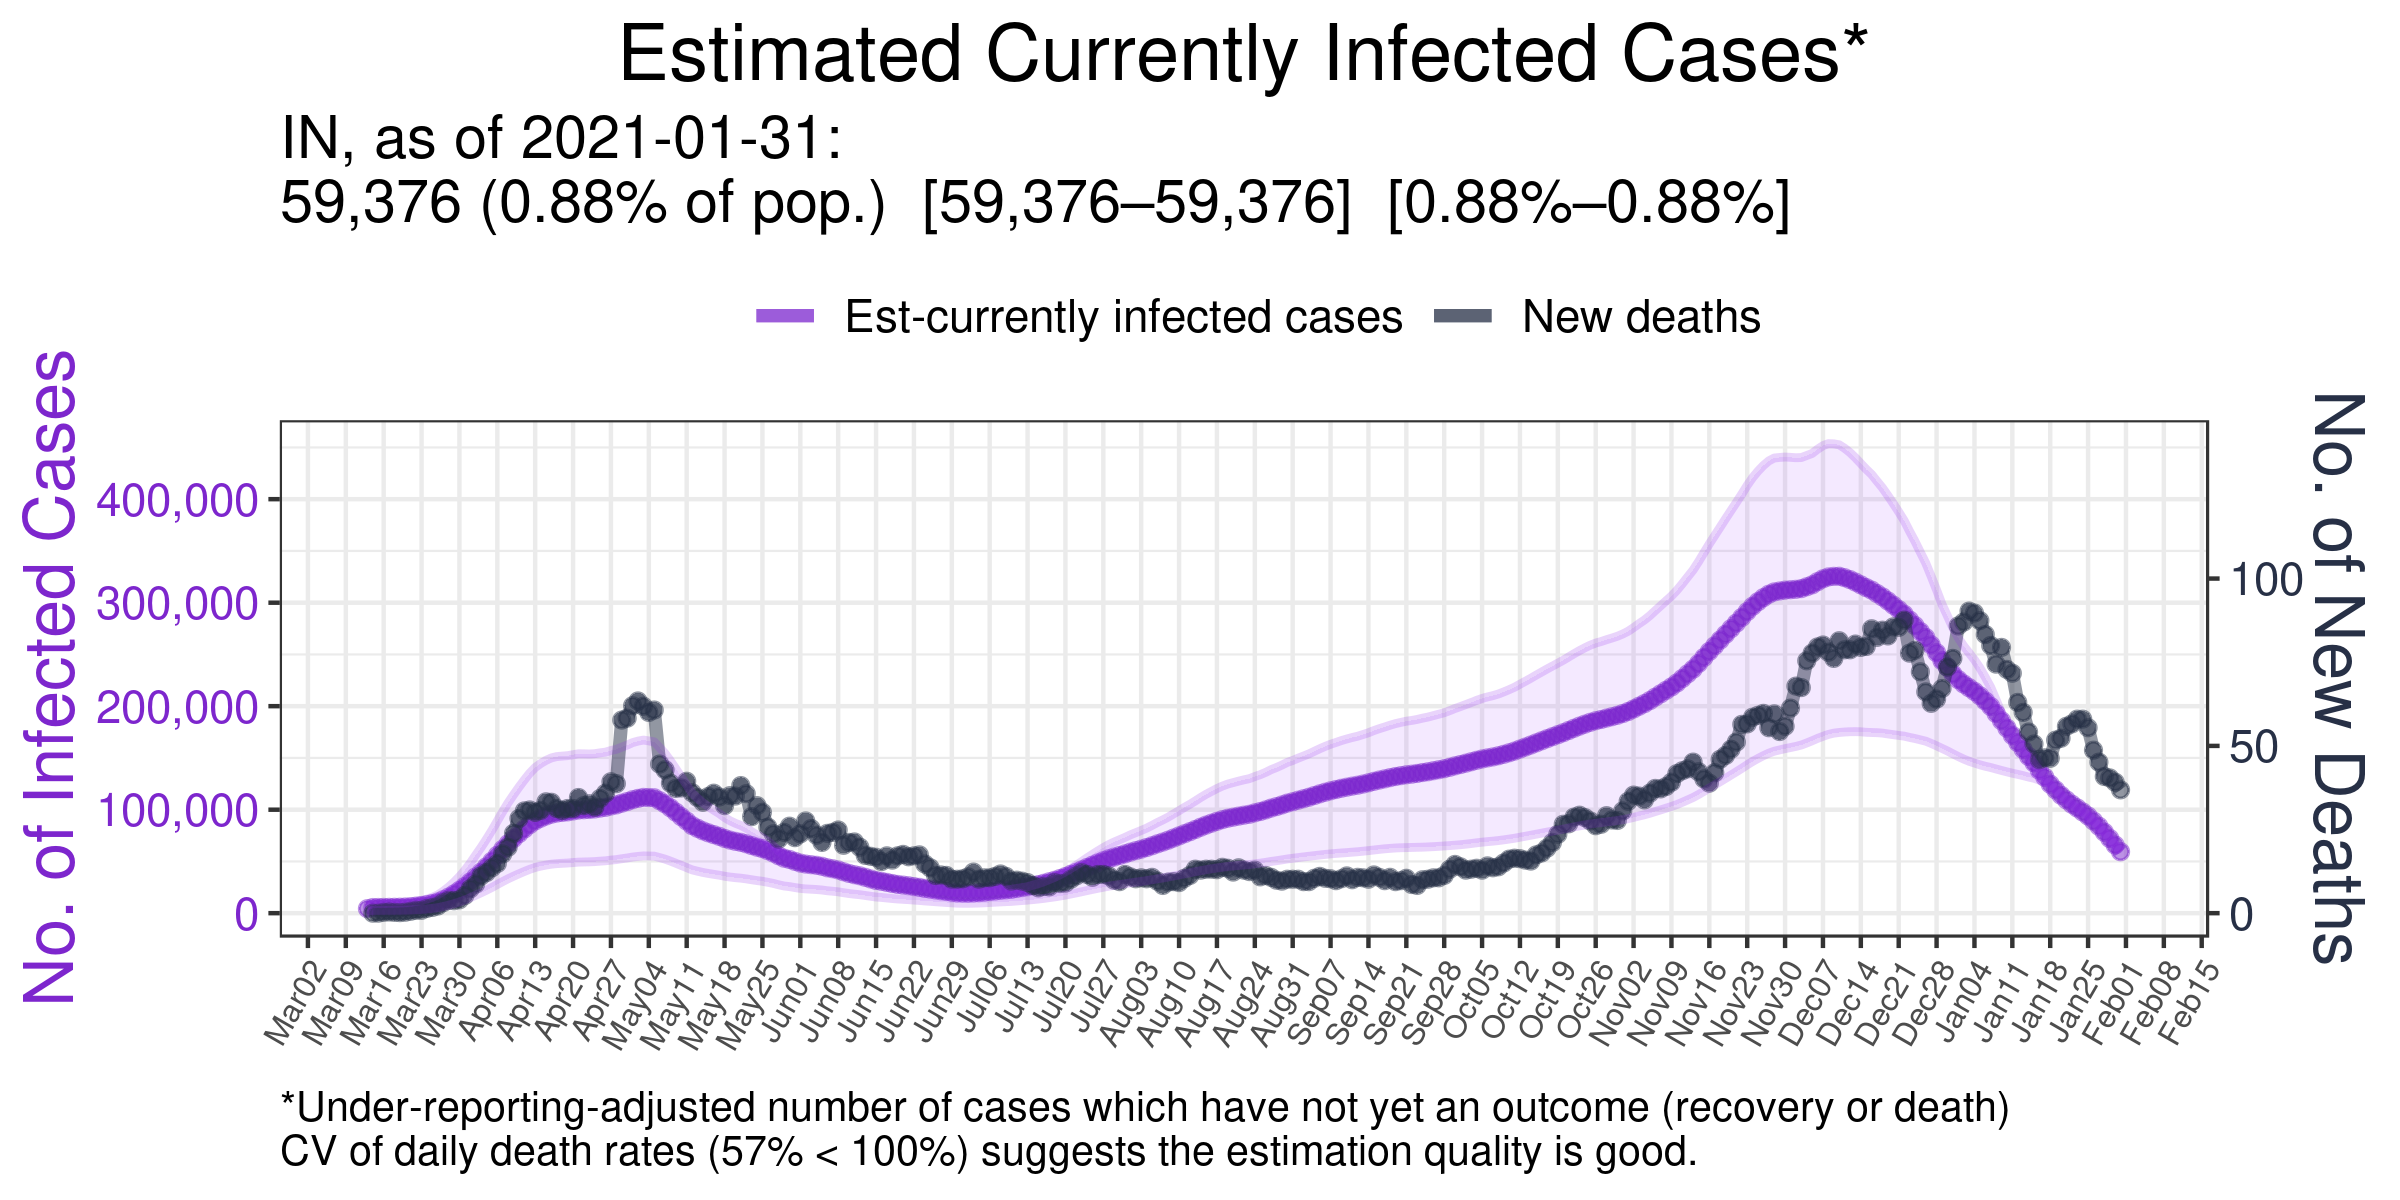 Estimated Currently Infected Cases*
IN, as of 2021-01-31:
59,376 (0.88% of pop.)  [59,376–59,376]  [0.88%–0.88%]
Est-currently infected cases
New deaths
No. of Infected Cases
400,000
300,000
200,000
100,000
0
100
50
0
No. of New Deaths
Mar02
Mar09
Mar16
Mar23
Mar30
Apr06
Apr13
Apr20
Apr27
May04
May11
May18
May25
Jun01
Jun08
Jun15
Jun22
Jun29
Jul06
Jul13
Jul20
Jul27
Aug03
Aug10
Aug17
Aug24
Aug31
Sep07
Sep14
Sep21
Sep28
Oct05
Oct12
Oct19
Oct26
Nov02
Nov09
Nov16
Nov23
Nov30
Dec07
Dec14
Dec21
Dec28
Jan04
Jan11
Jan18
Jan25
Feb01
Feb08
Feb15
*Under-reporting-adjusted number of cases which have not yet an outcome (recovery or death)
CV of daily death rates (57% < 100%) suggests the estimation quality is good.